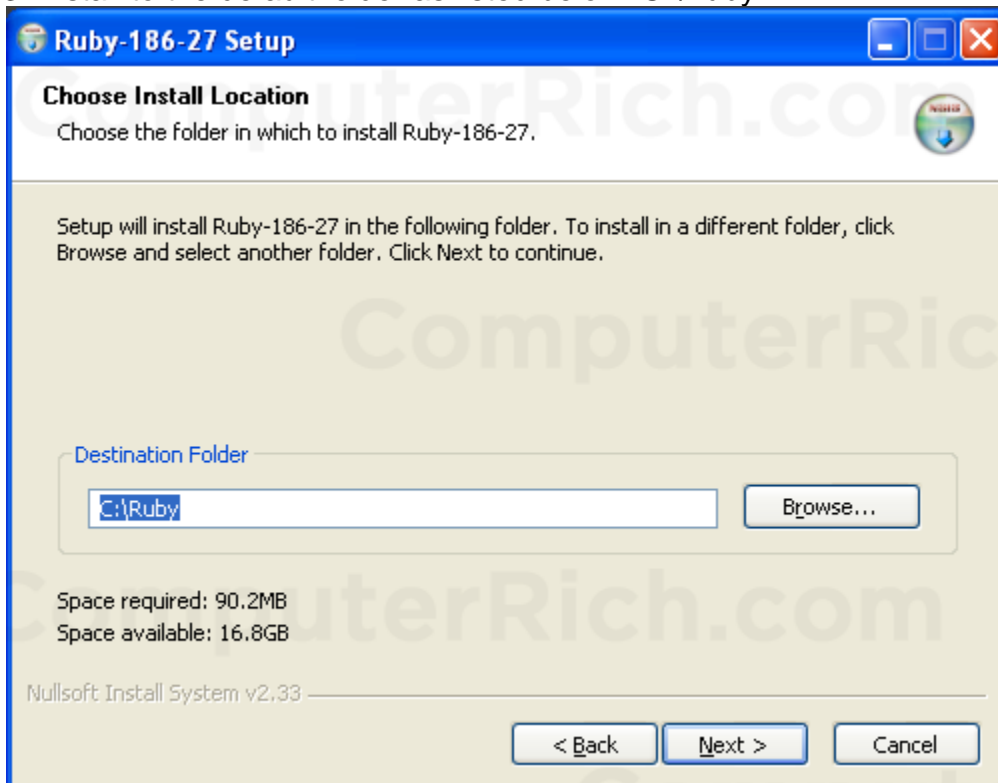 Ruby-186-27 Setup
Choose Install Location
Choose the folder in which to install Ruby-186-27.
Setup will install Ruby-186-27 in the following folder. To install in a different folder, click
Browse and select another folder. Click Next to continue.
ComputerRic
Destination Folder
C:\Ruby
Browse...
Space required: 90.2MB
Space available: 16.8GB
ComputerRich.com
Nullsoft Install System v2.33
< Back
Next >
Cancel